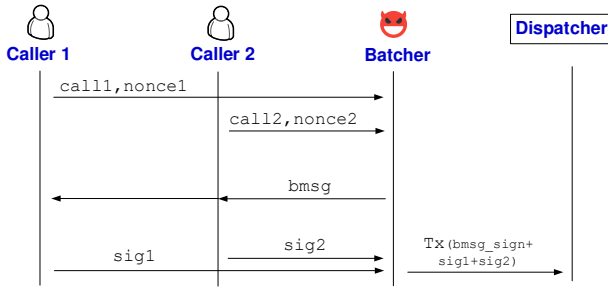 Caller 1
Caller 2
Batcher
Dispatcher
call1,nonce1
call2,nonce2
bmsg
sig2
sig1
Tx(bmsg_sign+
sig1+sig2)